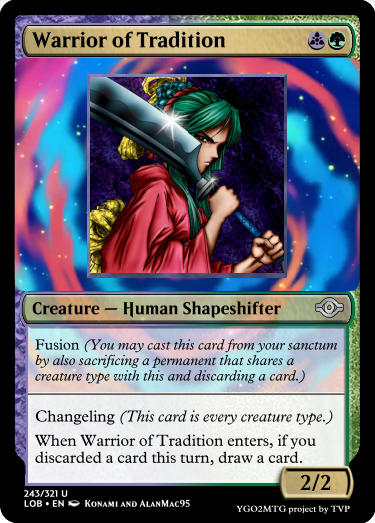 Warrior of Tradition
Creature — Human Shapeshifter
Fusion (You may cast this card from your sanctum
by also sacrificing a permanent that shares a
creature type with this and discarding a card.)
Changeling (This card is every creature type.)
When Warrior of Tradition enters, if you
discarded a card this turn, draw a card.
2/2
243/321 U
LOB • EN Konami and AlanMac95
YGO2MTG project by TVP